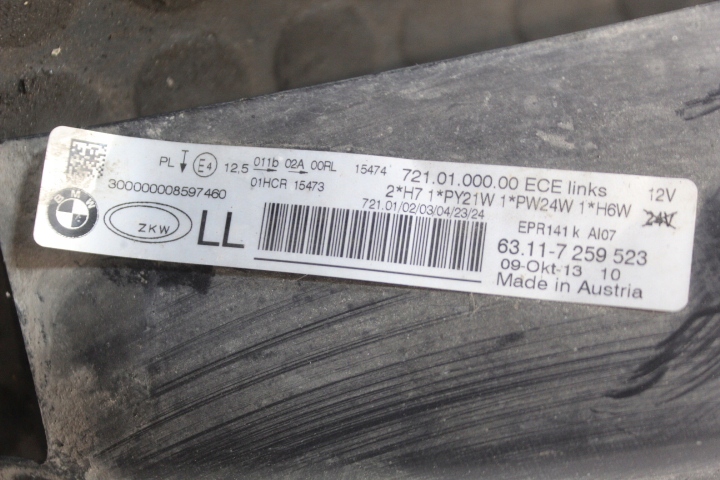 PL E4 12.5 011b 02A 00RL 15474 721.01.000.00 ECE links 12V
01HCR 15473 2*H7 1*PY21W 1*PW24W 1*H6W 24V
300000008597460 721.01/02/03/04/23/24 EPR141 k AI07
BMW ZKW LL 63.11-7 259 523
09-Okt-13 10
Made in Austria